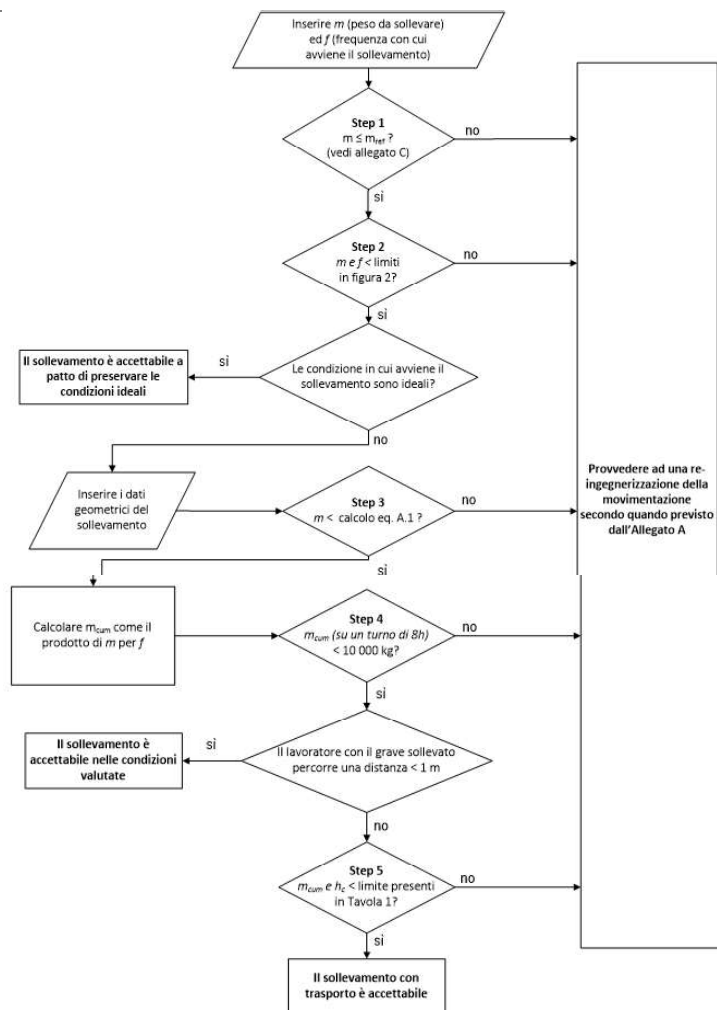 Inserire m (peso da sollevare)
ed f (frequenza con cui
avviene il sollevamento)
Step 1
m ≤ mref ?
(vedi allegato C)
no
sì
Step 2
m e f < limiti
in figura 2?
no
sì
Le condizione in cui avviene il
sollevamento sono ideali?
sì
Il sollevamento è accettabile a
patto di preservare le
condizioni ideali
no
Inserire i dati
geometrici del
sollevamento
Step 3
m < calcolo eq. A.1 ?
no
Provvedere ad una re-
ingegnerizzazione della
movimentazione
secondo quando previsto
dall'Allegato A
sì
Calcolare mcum come il
prodotto di m per f
Step 4
mcum (su un turno di 8h)
< 10 000 kg?
no
sì
Il lavoratore con il grave sollevato
percorre una distanza < 1 m
sì
Il sollevamento è
accettabile nelle condizioni
valutate
no
Step 5
mcum e hc < limite presenti
in Tavola 1?
no
sì
Il sollevamento con
trasporto è accettabile